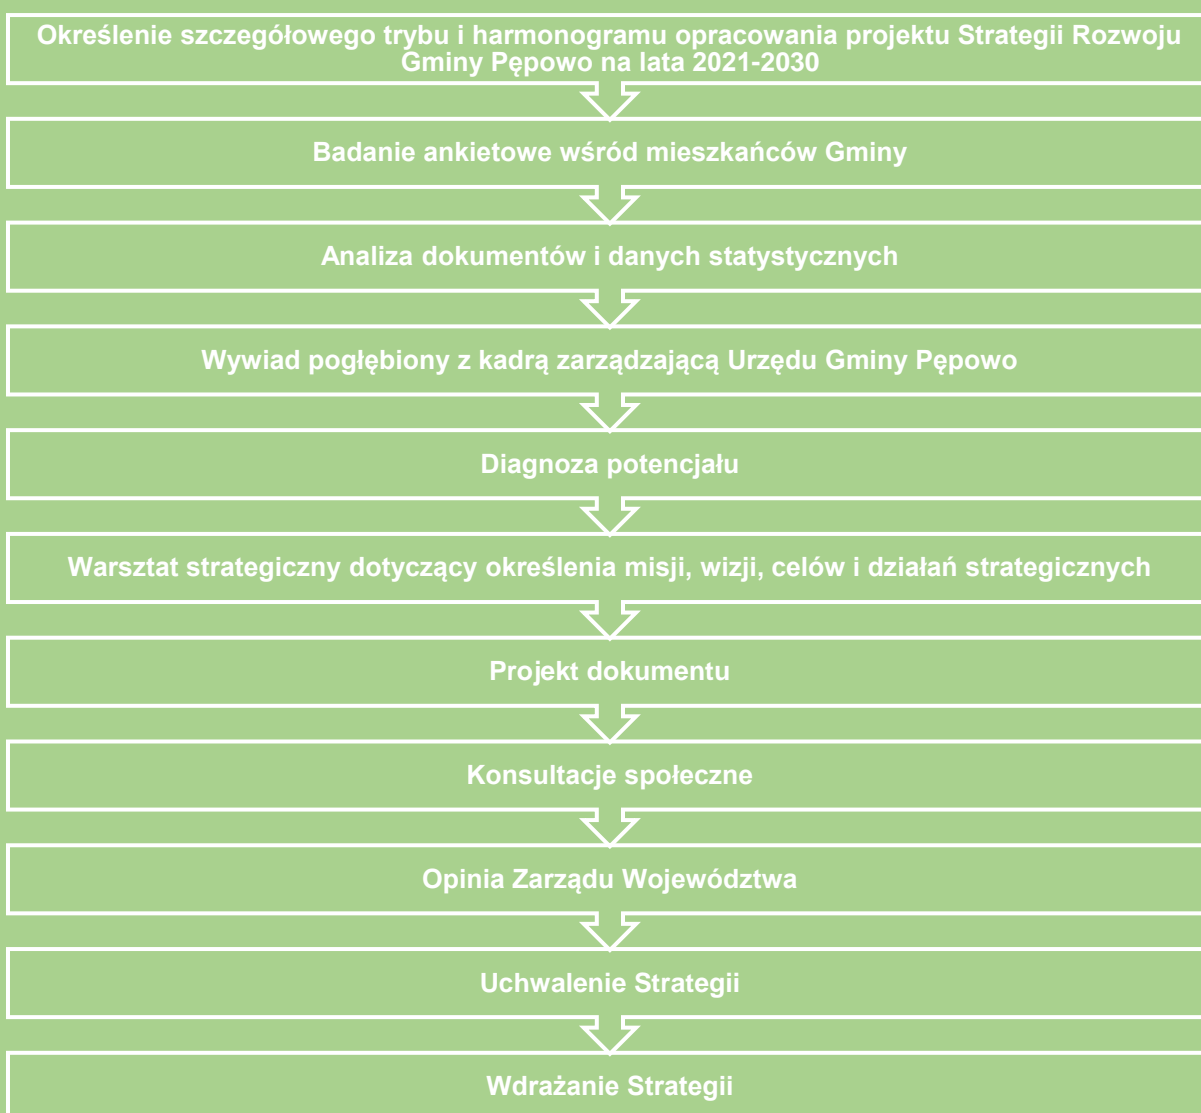 Określenie szczegółowego trybu i harmonogramu opracowania projektu Strategii Rozwoju
Gminy Pępowo na lata 2021-2030
Badanie ankietowe wśród mieszkańców Gminy
Analiza dokumentów i danych statystycznych
Wywiad pogłębiony z kadrą zarządzającą Urzędu Gminy Pępowo
Diagnoza potencjału
Warsztat strategiczny dotyczący określenia misji, wizji, celów i działań strategicznych
Projekt dokumentu
Konsultacje społeczne
Opinia Zarządu Województwa
Uchwalenie Strategii
Wdrażanie Strategii